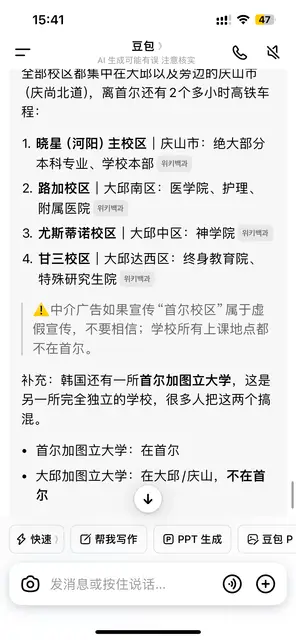 15:41
47
豆包 〉
AI 生成可能有误 注意核实
全部校区都集中在大邱以及旁边的庆山市
（庆尚北道），离首尔还有2个多小时高铁车
程：
1. 晓星（河阳）主校区｜庆山市：绝大部分
本科专业、学校本部 위키백과
2. 路加校区｜大邱南区：医学院、护理、
附属医院 위키백과
3. 尤斯蒂诺校区｜大邱中区：神学院 위키백과
4. 甘三校区｜大邱达西区：终身教育院、
特殊研究生院 위키백과
⚠️中介广告如果宣传“首尔校区”属于虚
假宣传，不要相信；学校所有上课地点都
不在首尔。
补充：韩国还有一所首尔加图立大学，这是
另一所完全独立的学校，很多人把这两个搞
混。
• 首尔加图立大学：在首尔
• 大邱加图立大学：在大邱/庆山，不在首
尔
快速 〉 帮我写作 PPT 生成 豆包 P
发消息或按住说话...